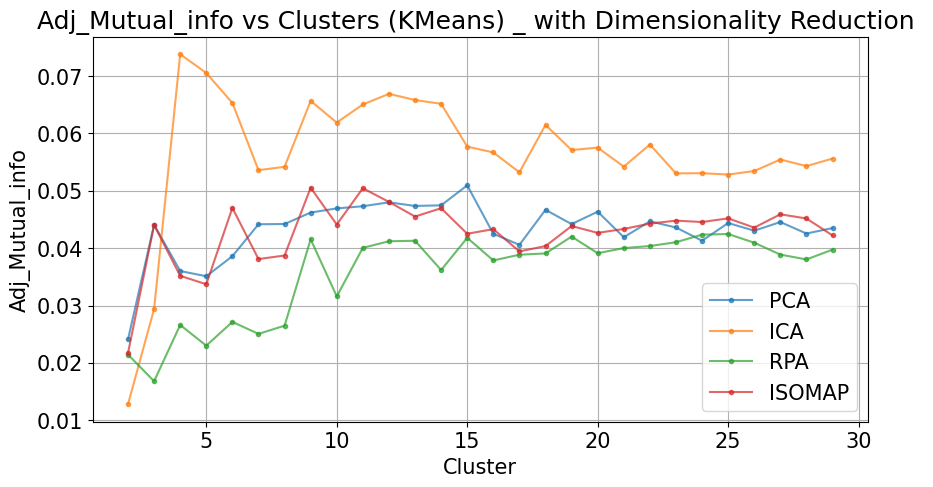 Adj_Mutual_info vs Clusters (KMeans) _ with Dimensionality Reduction
Adj_Mutual_info
0.07
0.06
0.05
0.04
0.03
0.02
0.01
5
10
15
20
25
30
Cluster
PCA
ICA
RPA
ISOMAP